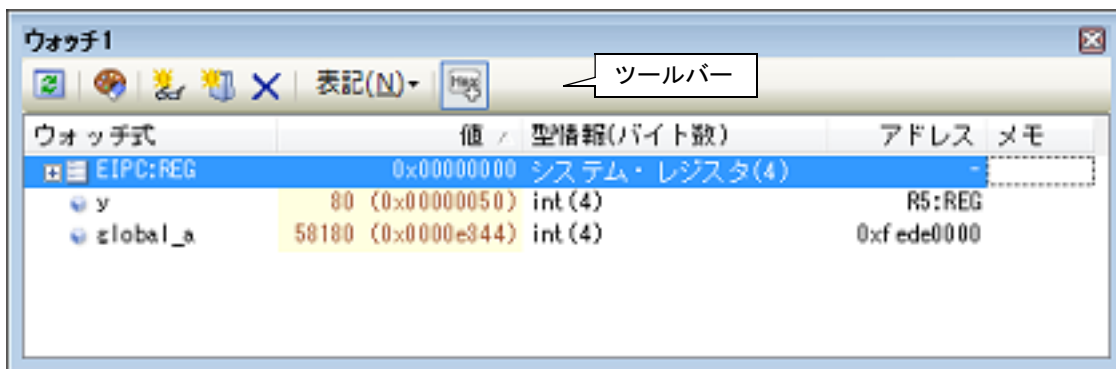 ウォッチ1
表記(N)
Hex
ツールバー
ウォッチ式 値 型情報(バイト数) アドレス メモ
EIPC:REG 0x00000000 システム・レジスタ(4) -
y 80 (0x00000050) int(4) R5:REG
global_a 58180 (0x0000e344) int(4) 0xfede0000